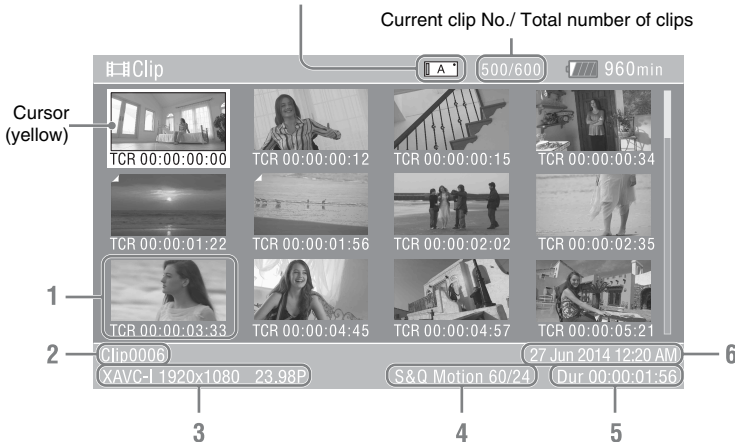 Current clip No./ Total number of clips
Clip A 500/600 960min
Cursor
(yellow)
TCR 00:00:00:00 TCR 00:00:00:12 TCR 00:00:00:15 TCR 00:00:00:34
TCR 00:00:01:22 TCR 00:00:01:56 TCR 00:00:02:02 TCR 00:00:02:35
1
TCR 00:00:03:33 TCR 00:00:04:45 TCR 00:00:04:57 TCR 00:00:05:21
2 Clip0006 27 Jun 2014 12:20 AM 6
XAVC-I 1920x1080 23.98P S&Q Motion 60/24 Dur 00:00:01:56
3 4 5